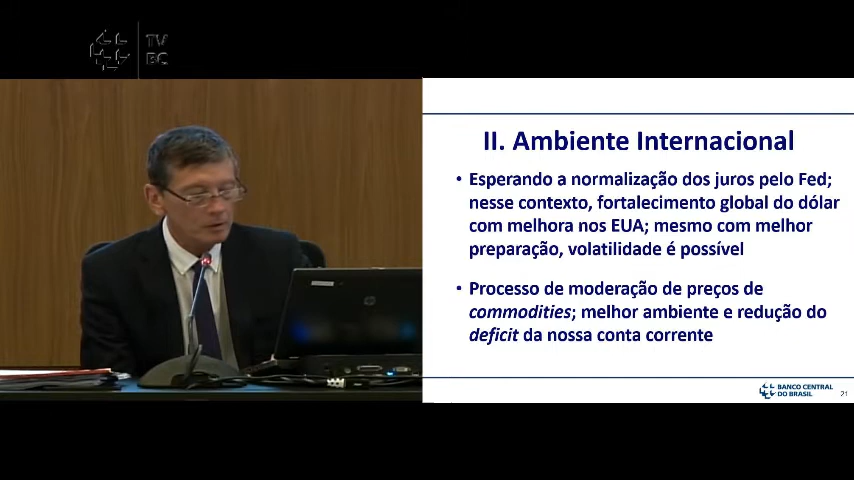 TV
BC
II. Ambiente Internacional
• Esperando a normalização dos juros pelo Fed;
nesse contexto, fortalecimento global do dólar
com melhora nos EUA; mesmo com melhor
preparação, volatilidade é possível
• Processo de moderação de preços de
commodities; melhor ambiente e redução do
deficit da nossa conta corrente
BANCO CENTRAL
DO BRASIL
21